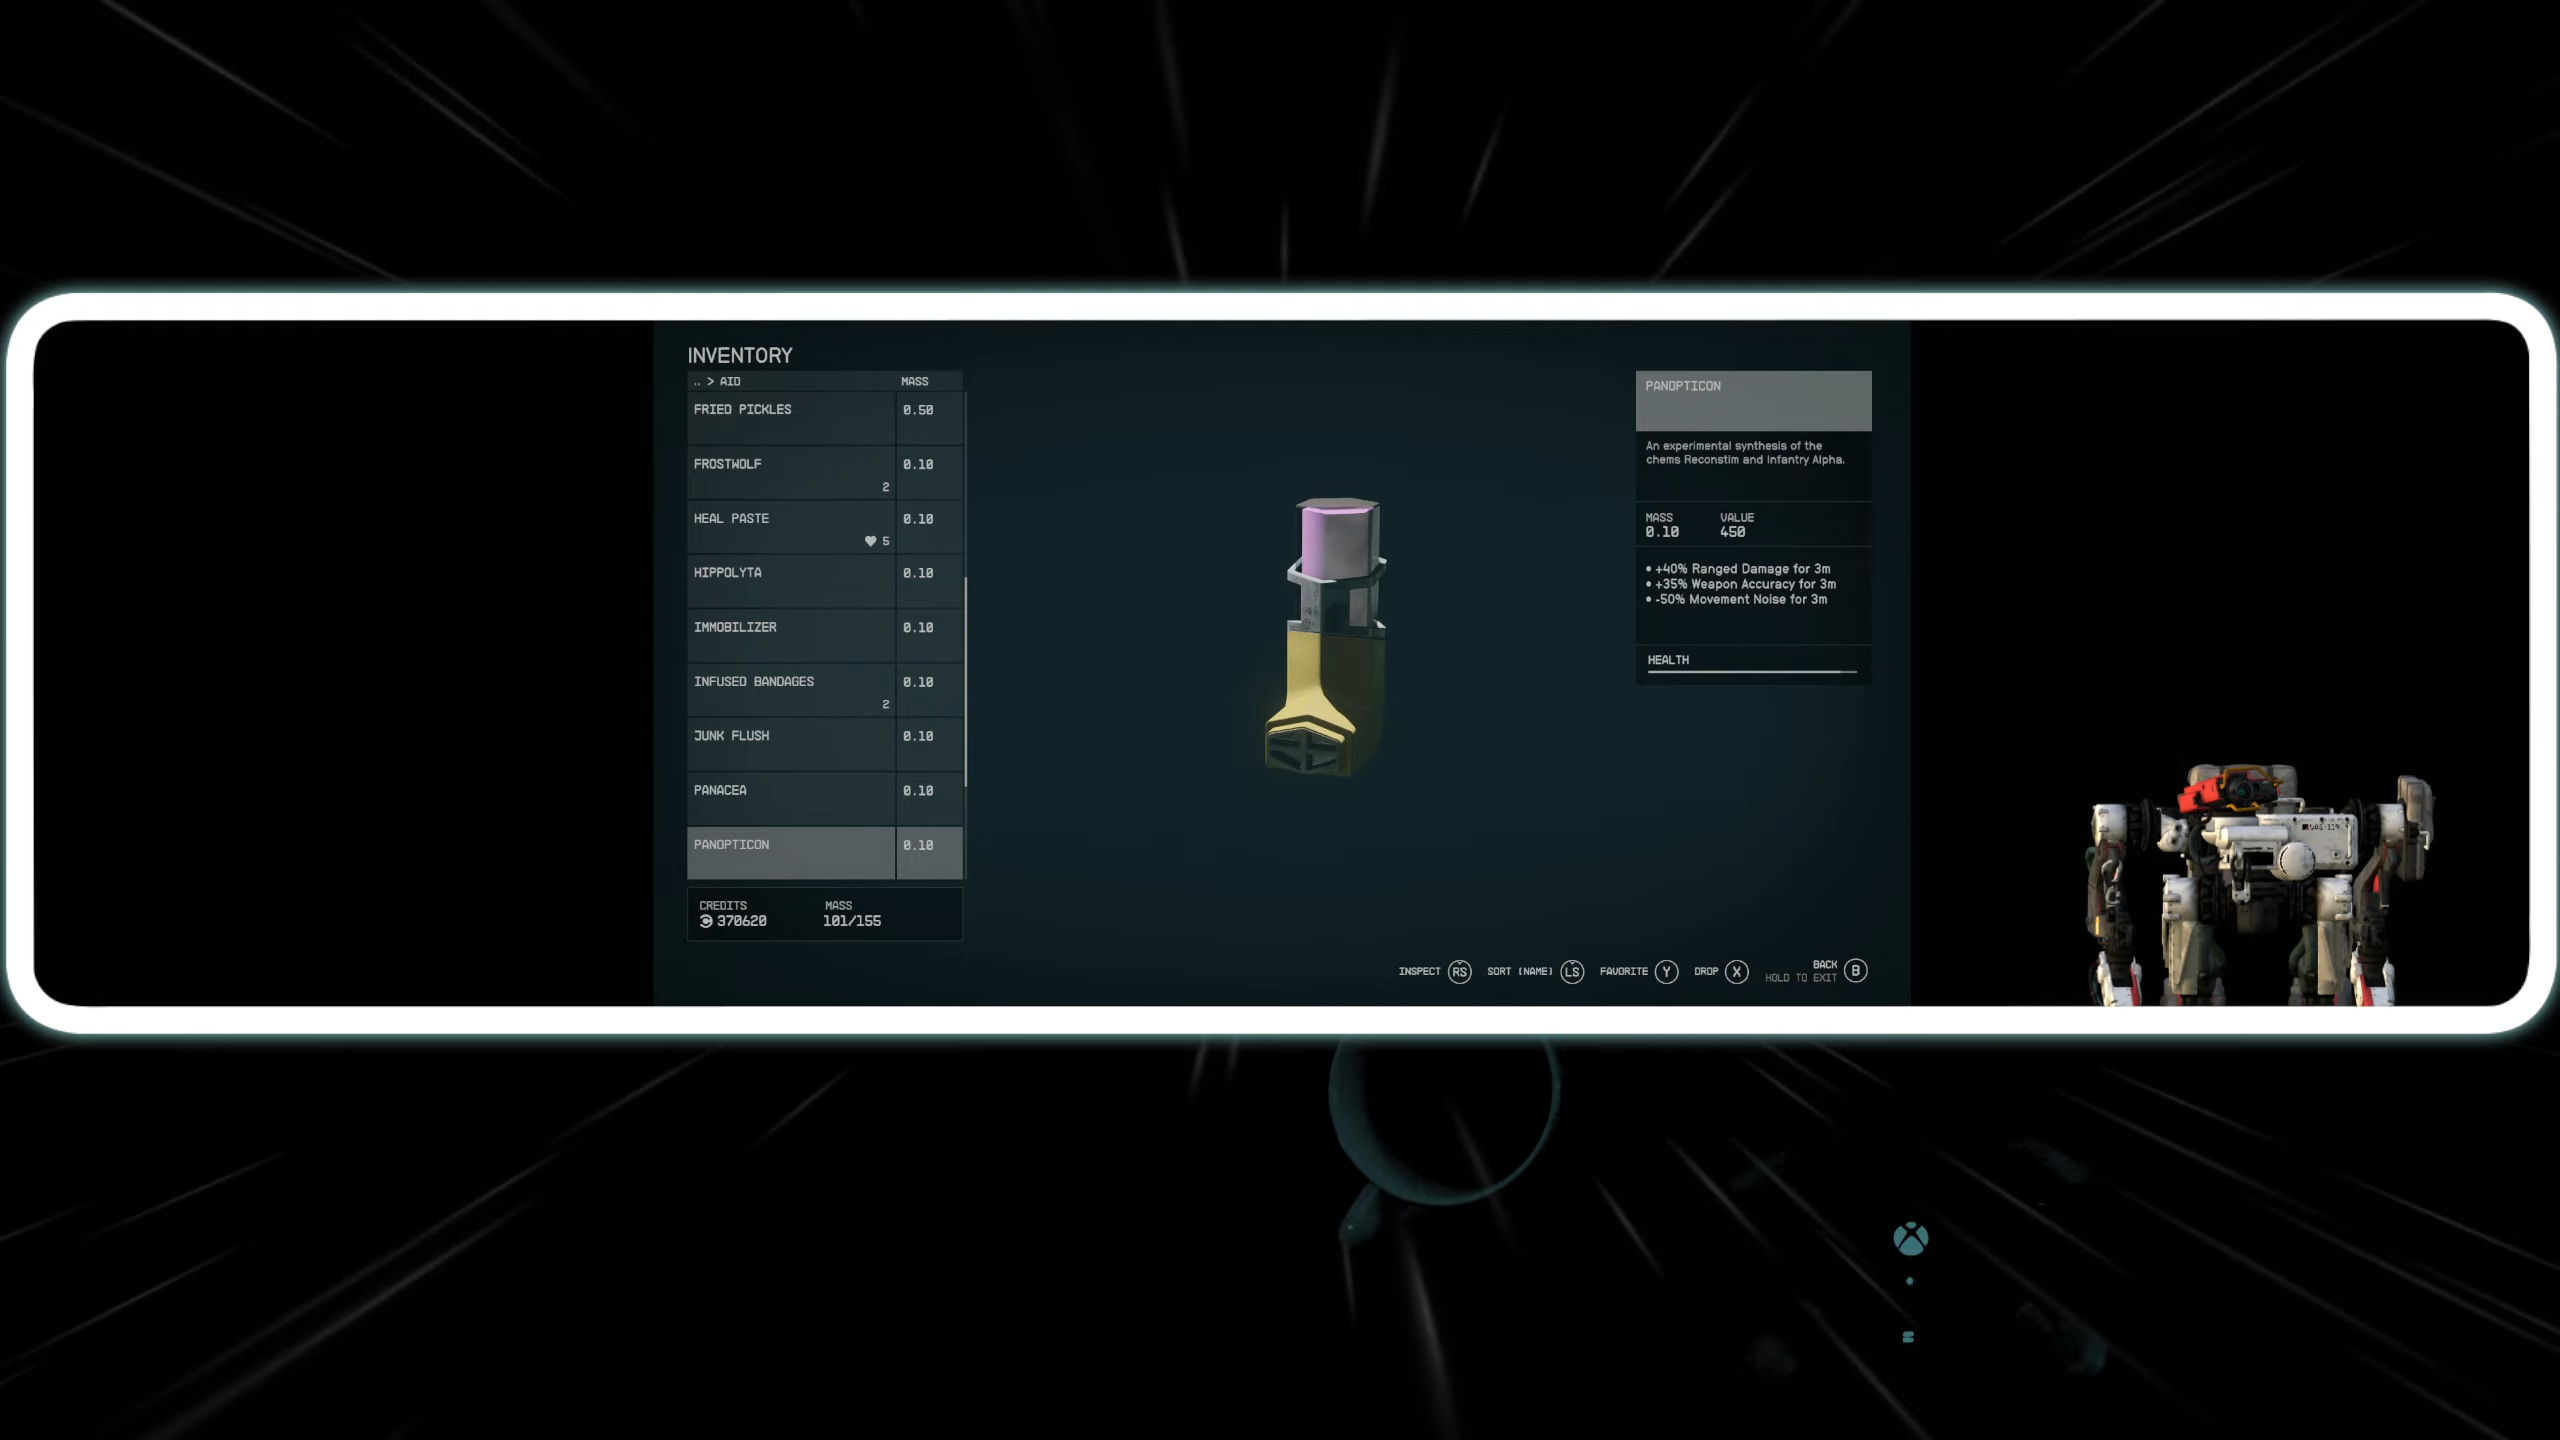 INVENTORY
.. > AID MASS
FRIED PICKLES 0.50
FROSTWOLF 0.10
2
HEAL PASTE 0.10
5
HIPPOLYTA 0.10
IMMOBILIZER 0.10
INFUSED BANDAGES 0.10
2
JUNK FLUSH 0.10
PANACEA 0.10
PANOPTICON 0.10
CREDITS MASS
370620 101/155
PANOPTICON
An experimental synthesis of the
chems Reconstim and Infantry Alpha.
MASS VALUE
0.10 450
• +40% Ranged Damage for 3m
• +35% Weapon Accuracy for 3m
• -50% Movement Noise for 3m
HEALTH
INSPECT RS SORT (NAME) LS FAVORITE Y DROP X BACK B
HOLD TO EXIT